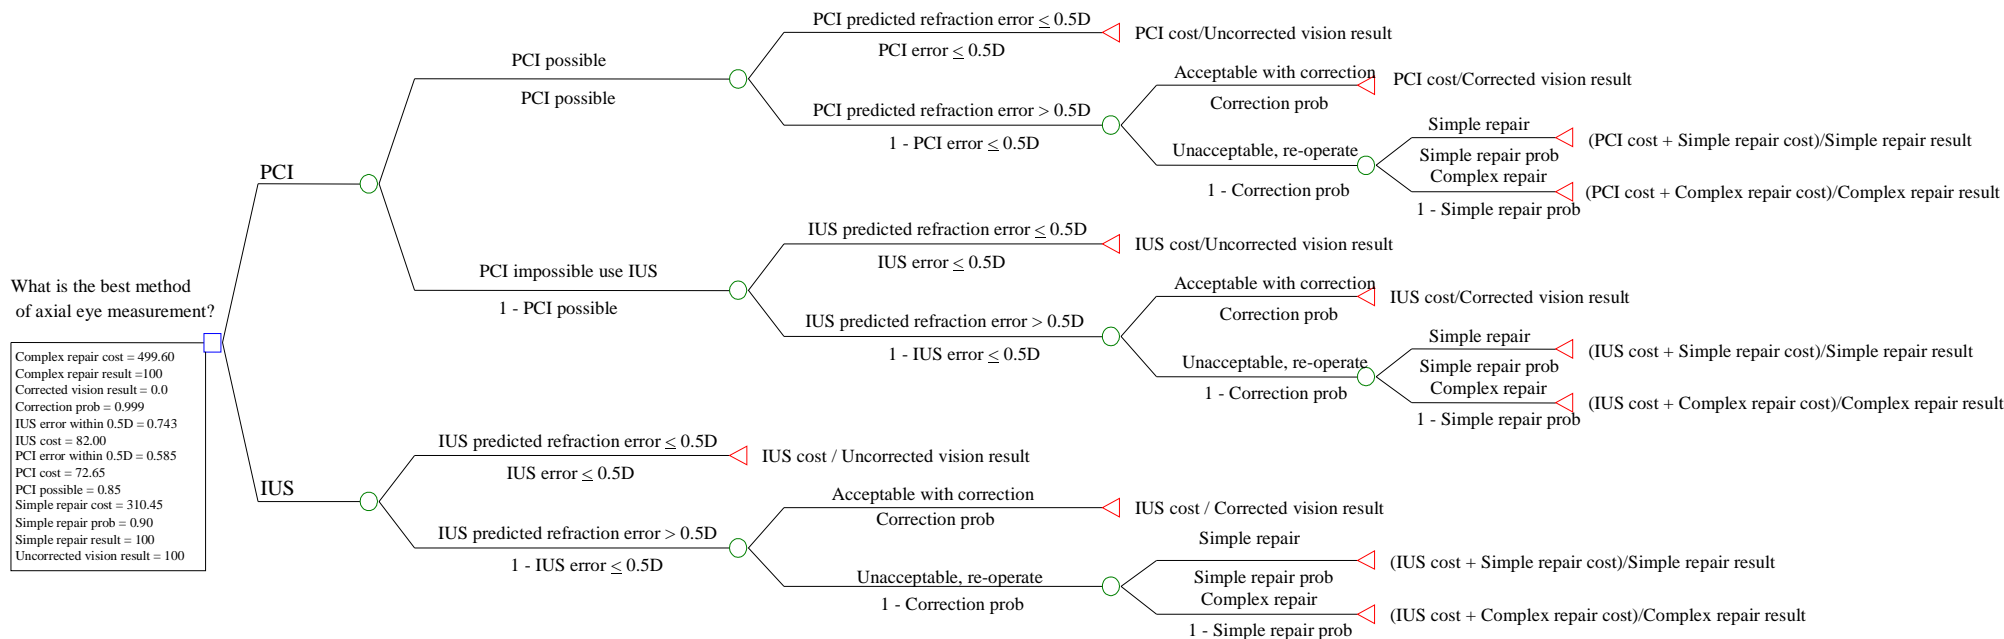 What is the best method
of axial eye measurement?
Complex repair cost = 499.60
Complex repair result =100
Corrected vision result = 0.0
Correction prob = 0.999
IUS error within 0.5D = 0.743
IUS cost = 82.00
PCI error within 0.5D = 0.585
PCI cost = 72.65
PCI possible = 0.85
Simple repair cost = 310.45
Simple repair prob = 0.90
Simple repair result = 100
Uncorrected vision result = 100
PCI
PCI possible
PCI possible
PCI predicted refraction error ≤ 0.5D
PCI error ≤ 0.5D
PCI cost/Uncorrected vision result
PCI predicted refraction error > 0.5D
1 - PCI error ≤ 0.5D
Acceptable with correction
Correction prob
PCI cost/Corrected vision result
Unacceptable, re-operate
1 - Correction prob
Simple repair
Simple repair prob
(PCI cost + Simple repair cost)/Simple repair result
Complex repair
1 - Simple repair prob
(PCI cost + Complex repair cost)/Complex repair result
PCI impossible use IUS
1 - PCI possible
IUS predicted refraction error ≤ 0.5D
IUS error ≤ 0.5D
IUS cost/Uncorrected vision result
IUS predicted refraction error > 0.5D
1 - IUS error ≤ 0.5D
Acceptable with correction
Correction prob
IUS cost/Corrected vision result
Unacceptable, re-operate
1 - Correction prob
Simple repair
Simple repair prob
(IUS cost + Simple repair cost)/Simple repair result
Complex repair
1 - Simple repair prob
(IUS cost + Complex repair cost)/Complex repair result
IUS
IUS predicted refraction error ≤ 0.5D
IUS error ≤ 0.5D
IUS cost / Uncorrected vision result
IUS predicted refraction error > 0.5D
1 - IUS error ≤ 0.5D
Acceptable with correction
Correction prob
IUS cost / Corrected vision result
Unacceptable, re-operate
1 - Correction prob
Simple repair
Simple repair prob
(IUS cost + Simple repair cost)/Simple repair result
Complex repair
1 - Simple repair prob
(IUS cost + Complex repair cost)/Complex repair result